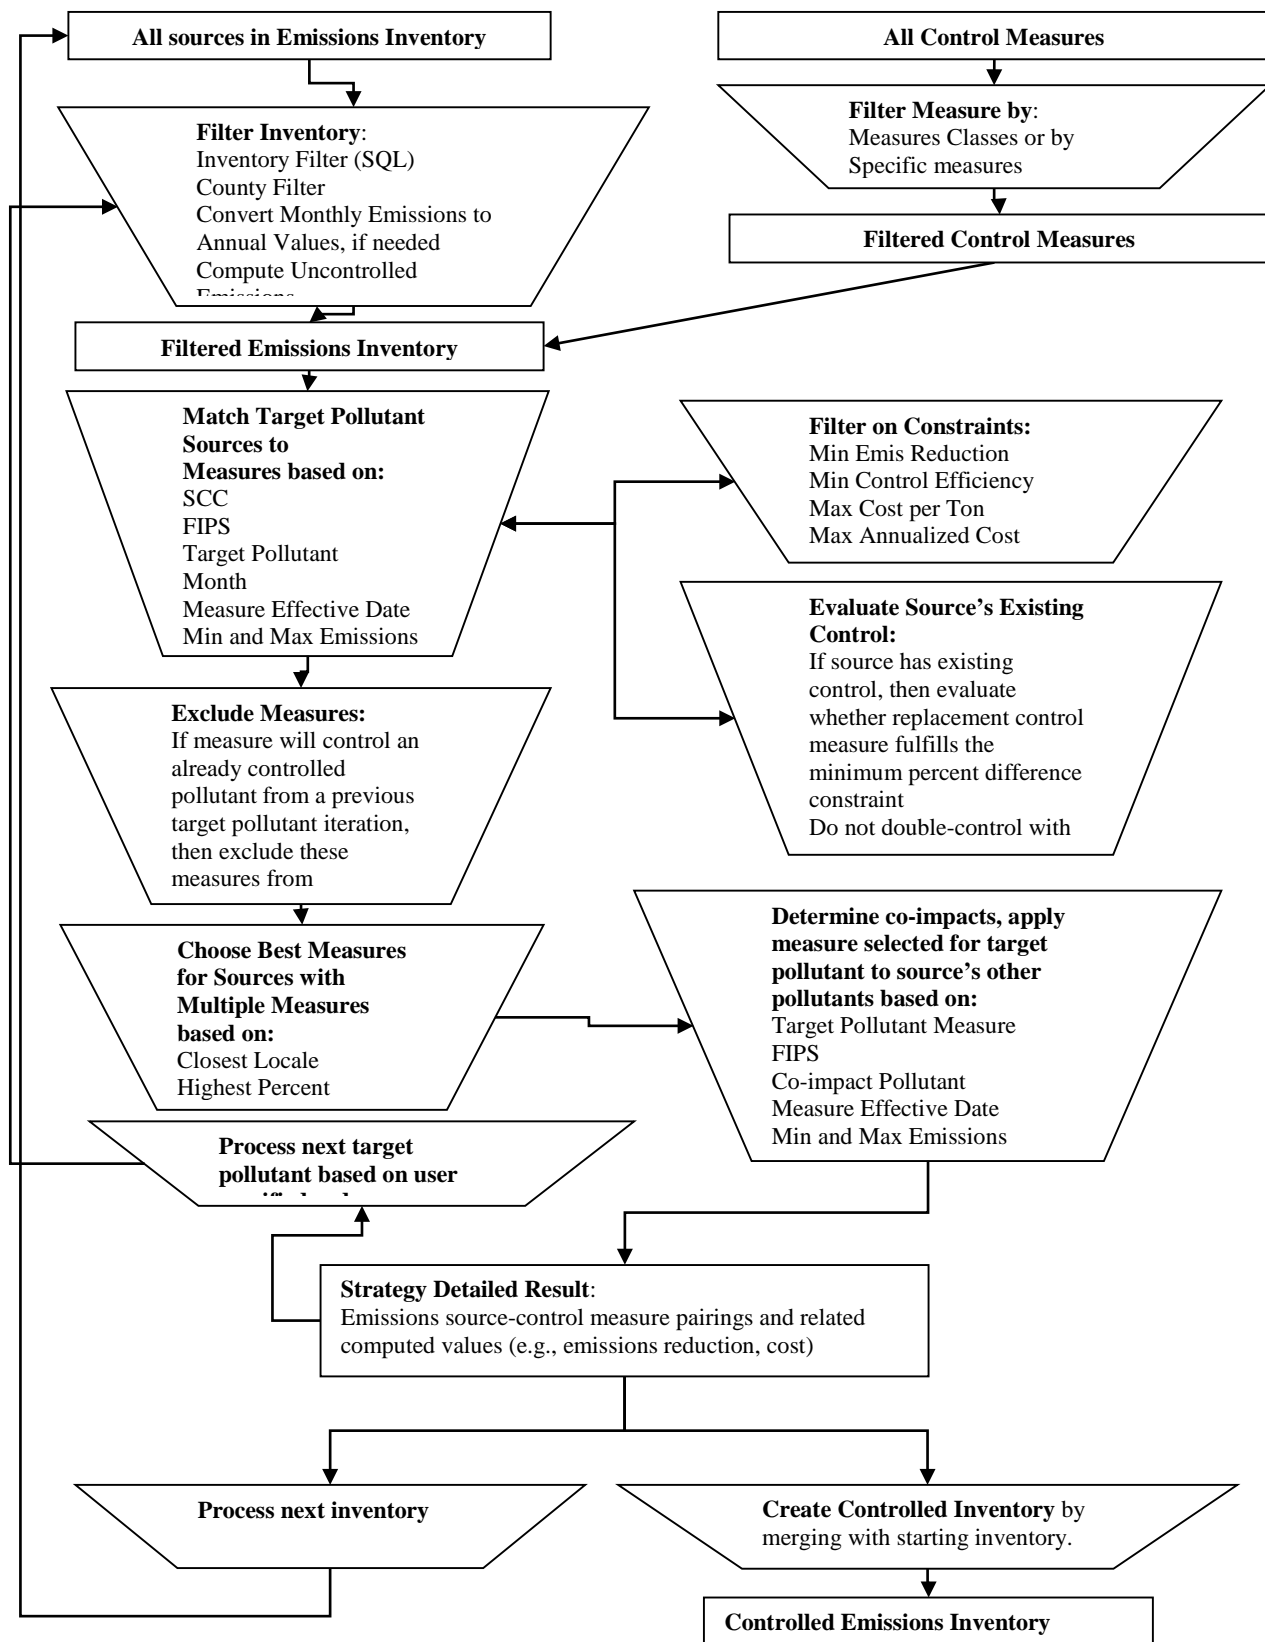 All sources in Emissions Inventory
All Control Measures
Filter Inventory:
Inventory Filter (SQL)
County Filter
Convert Monthly Emissions to
Annual Values, if needed
Compute Uncontrolled
Emissions
Filter Measure by:
Measures Classes or by
Specific measures
Filtered Control Measures
Filtered Emissions Inventory
Match Target Pollutant
Sources to
Measures based on:
SCC
FIPS
Target Pollutant
Month
Measure Effective Date
Min and Max Emissions
Filter on Constraints:
Min Emis Reduction
Min Control Efficiency
Max Cost per Ton
Max Annualized Cost
Evaluate Source’s Existing
Control:
If source has existing
control, then evaluate
whether replacement control
measure fulfills the
minimum percent difference
constraint
Do not double-control with
Exclude Measures:
If measure will control an
already controlled
pollutant from a previous
target pollutant iteration,
then exclude these
measures from
Choose Best Measures
for Sources with
Multiple Measures
based on:
Closest Locale
Highest Percent
Determine co-impacts, apply
measure selected for target
pollutant to source’s other
pollutants based on:
Target Pollutant Measure
FIPS
Co-impact Pollutant
Measure Effective Date
Min and Max Emissions
Process next target
pollutant based on user
Strategy Detailed Result:
Emissions source-control measure pairings and related
computed values (e.g., emissions reduction, cost)
Process next inventory
Create Controlled Inventory by
merging with starting inventory.
Controlled Emissions Inventory